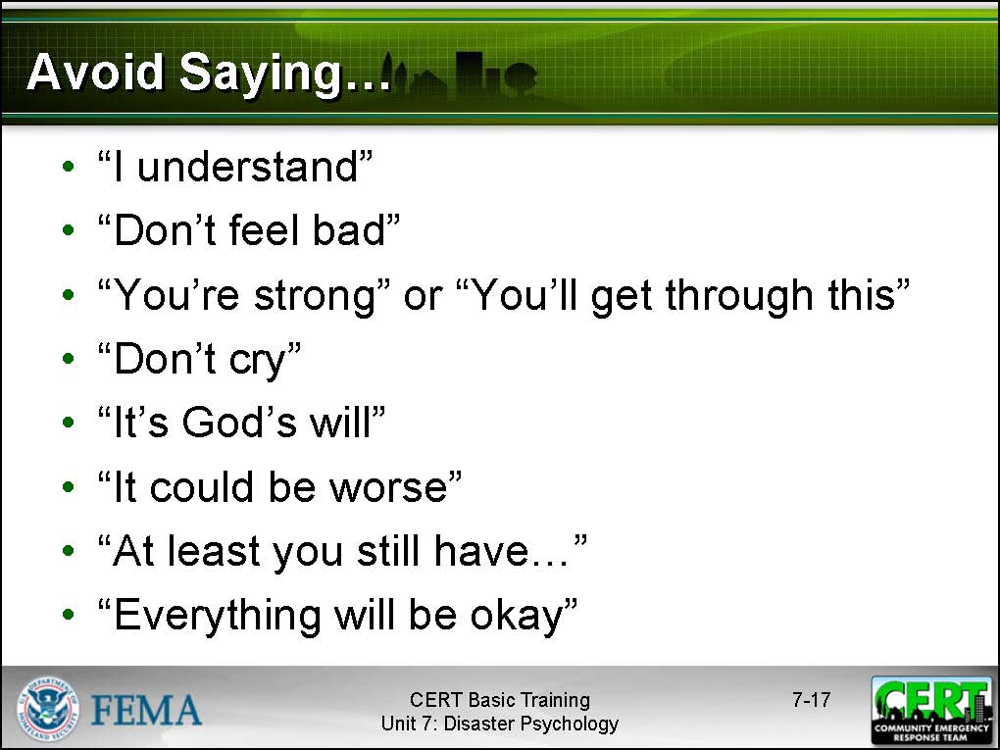 Avoid Saying…
• “I understand”
• “Don’t feel bad”
• “You’re strong” or “You’ll get through this”
• “Don’t cry”
• “It’s God’s will”
• “It could be worse”
• “At least you still have…”
• “Everything will be okay”
U.S. DEPARTMENT OF HOMELAND SECURITY
FEMA
CERT Basic Training
Unit 7: Disaster Psychology
7-17
CERT
COMMUNITY EMERGENCY
RESPONSE TEAM